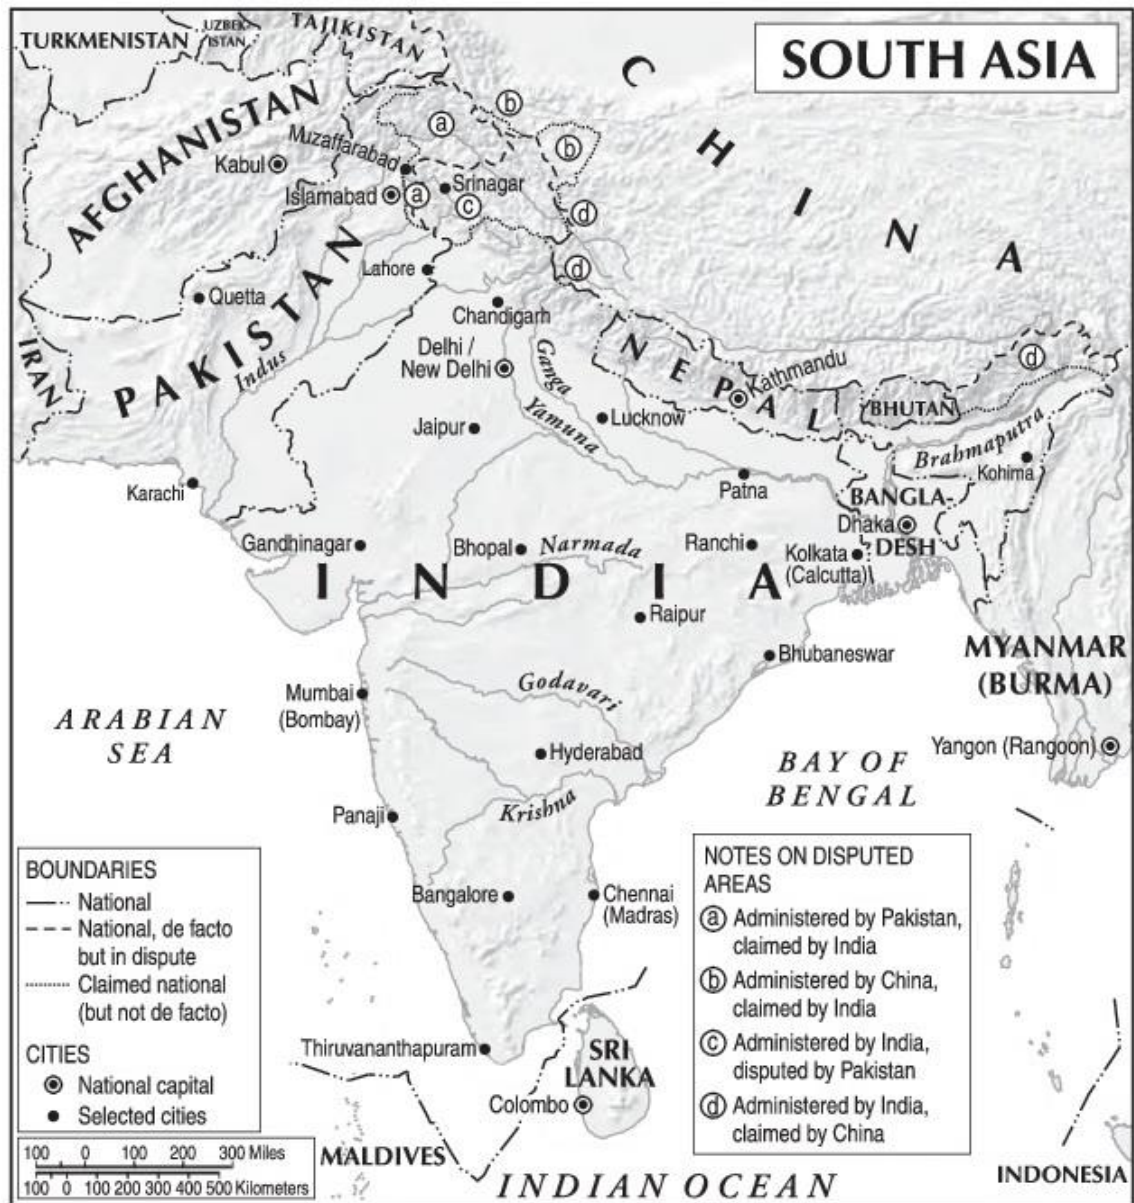 SOUTH ASIA
TURKMENISTAN
UZBEK-
ISTAN
TAJIKISTAN
CHINA
AFGHANISTAN
Kabul
Muzaffarabad
Islamabad
Srinagar
a
b
b
a
c
d
d
Lahore
Quetta
PAKISTAN
IRAN
Indus
Chandigarh
Delhi /
New Delhi
Ganga
Yamuna
NEPAL
Kathmandu
BHUTAN
d
Jaipur
Lucknow
Brahmaputra
Kohima
Karachi
Patna
BANGLA-
DESH
Dhaka
Gandhinagar
Bhopal
Narmada
Ranchi
Kolkata
(Calcutta)
INDIA
Raipur
Bhubaneswar
MYANMAR
(BURMA)
Mumbai
(Bombay)
Godavari
ARABIAN
SEA
Hyderabad
Yangon (Rangoon)
BAY OF
BENGAL
Panaji
Krishna
Bangalore
Chennai
(Madras)
Thiruvananthapuram
SRI
LANKA
Colombo
MALDIVES
INDIAN OCEAN
INDONESIA
BOUNDARIES
National
National, de facto
but in dispute
Claimed national
(but not de facto)
CITIES
National capital
Selected cities
100 0 100 200 300 Miles
100 0 100 200 300 400 500 Kilometers
NOTES ON DISPUTED
AREAS
a Administered by Pakistan,
claimed by India
b Administered by China,
claimed by India
c Administered by India,
disputed by Pakistan
d Administered by India,
claimed by China